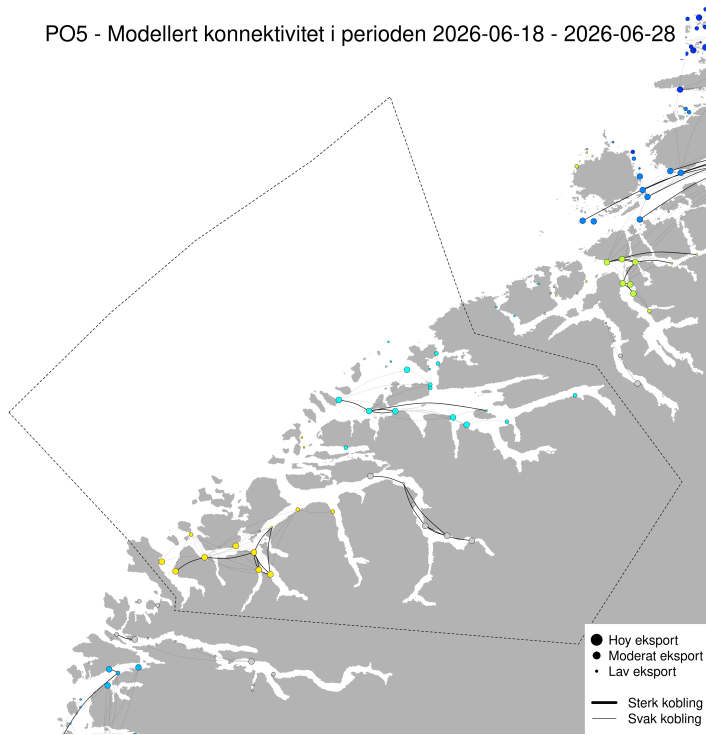 PO5 - Modellert konnektivitet i perioden 2026-06-18 - 2026-06-28
Hoy eksport
Moderat eksport
Lav eksport
Sterk kobling
Svak kobling